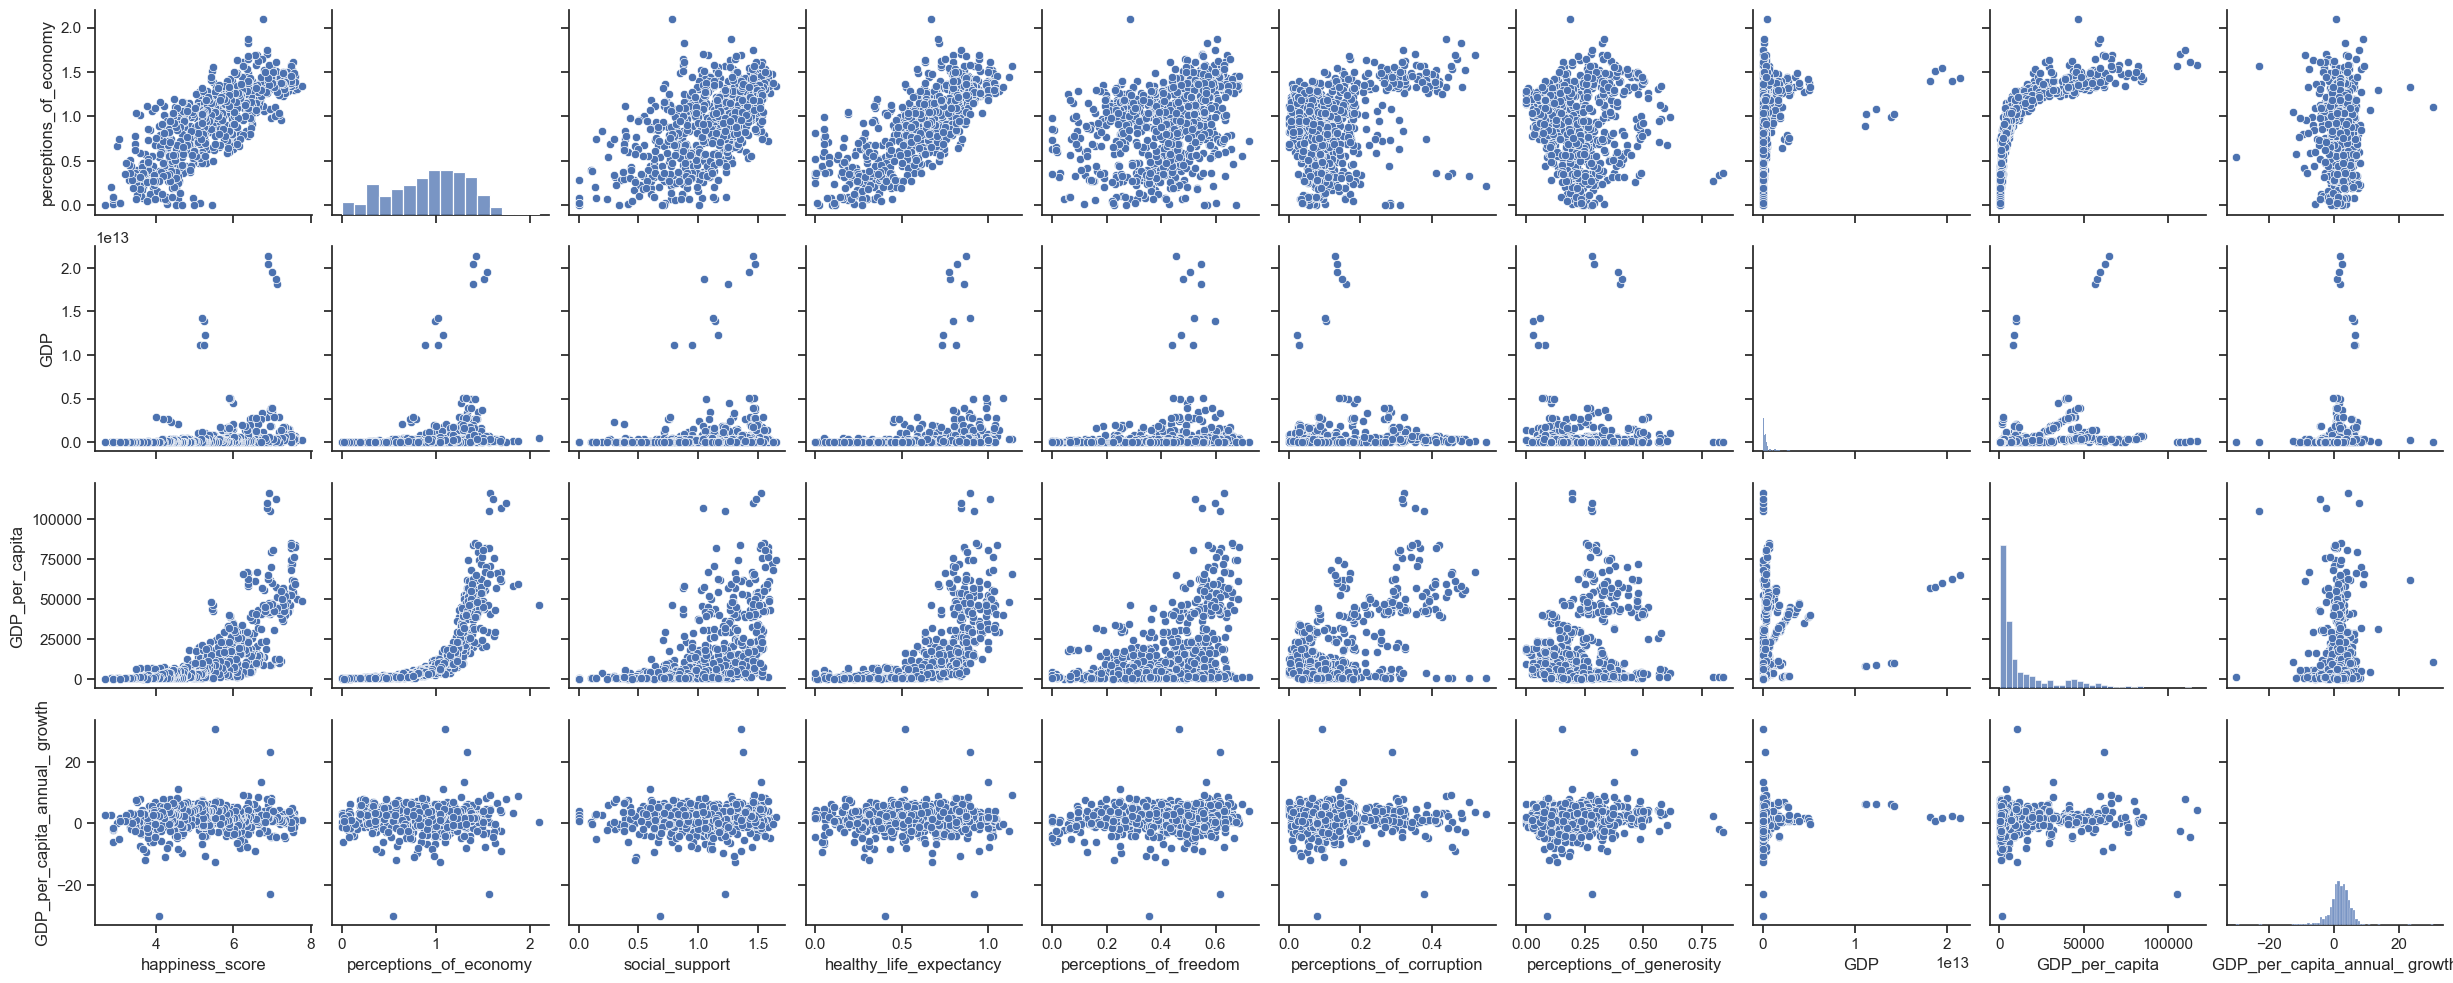 perceptions_of_economy
2.0
1.5
1.0
0.5
0.0
1e13
GDP
2.0
1.5
1.0
0.5
0.0
GDP_per_capita
100000
75000
50000
25000
0
GDP_per_capita_annual_ growth
20
0
−20
4 6 8
0 1 2
0.0 0.5 1.0 1.5
0.0 0.5 1.0
0.0 0.2 0.4 0.6
0.0 0.2 0.4
0.00 0.25 0.50 0.75
0 1 2
0 50000 100000
−20 0 20
happiness_score
perceptions_of_economy
social_support
healthy_life_expectancy
perceptions_of_freedom
perceptions_of_corruption
perceptions_of_generosity
GDP
1e13
GDP_per_capita
GDP_per_capita_annual_ growth